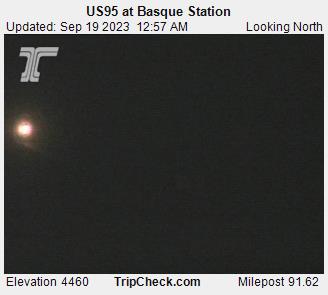 US95 at Basque Station
Updated: Sep 19 2023 12:57 AM Looking North
Elevation 4460 TripCheck.com Milepost 91.62